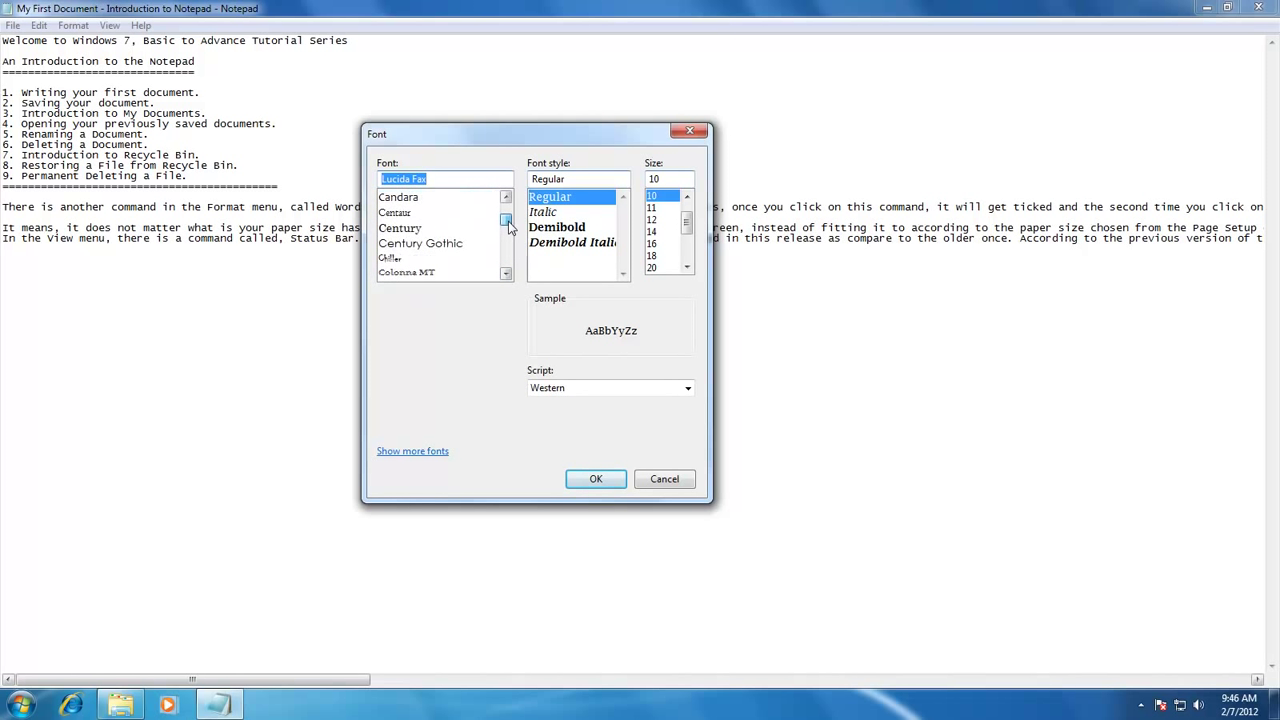 My First Document - Introduction to Notepad - Notepad
File Edit Format View Help
Welcome to Windows 7, Basic to Advance Tutorial Series
An Introduction to the Notepad
==============================
1. Writing your first document.
2. Saving your document.
3. Introduction to My Documents.
4. Opening your previously saved documents.
5. Renaming a Document.
6. Deleting a Document.
7. Introduction to Recycle Bin.
8. Restoring a File from Recycle Bin.
9. Permanent Deleting a File.
===========================================
There is another command in the Format menu, called Word , once you click on this command, it will get ticked and the second time you click on
It means, it does not matter what is your paper size has reen, instead of fitting it to according to the paper size chosen from the Page Setup
In the View menu, there is a command called, Status Bar. d in this release as compare to the older once. According to the previous version of t
Font
Font: Font style: Size:
Lucida Fax Regular 10
Candara Regular 10
Centaur Italic 11
Century Demibold 12
Century Gothic Demibold Itali 14
Chiller 16
Colonna MT 18
20
Sample
AaBbYyZz
Script:
Western
Show more fonts
OK Cancel
9:46 AM
2/7/2012